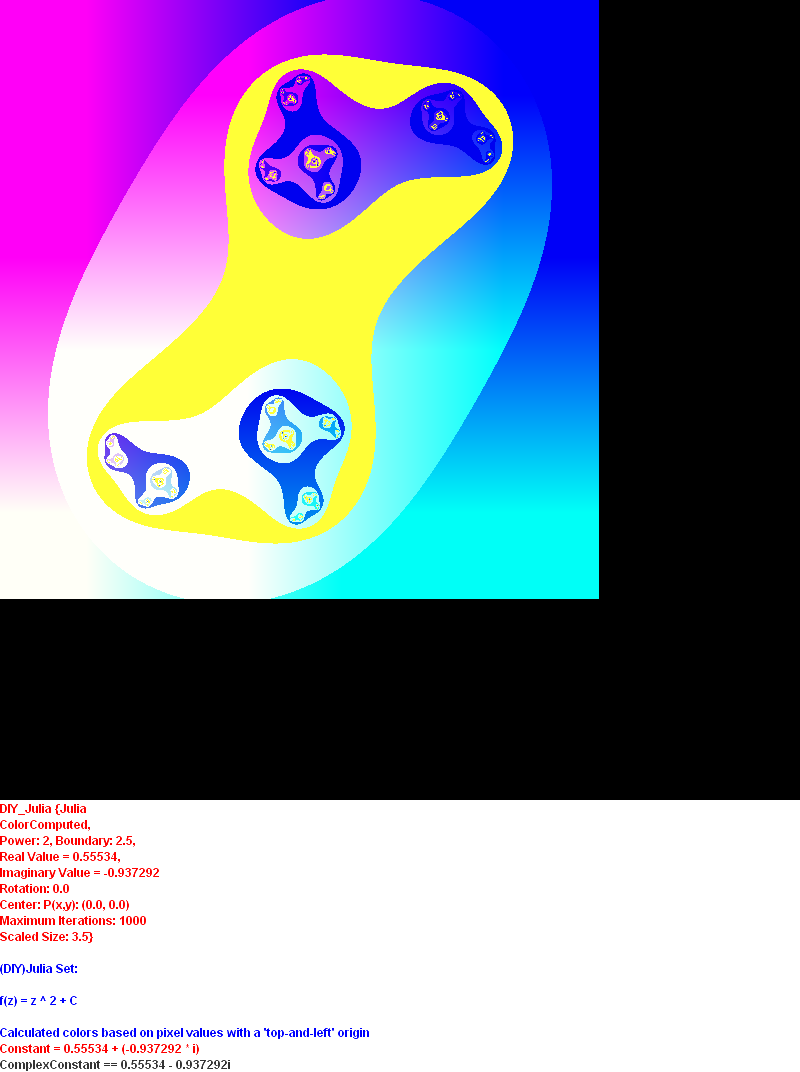 DIY_Julia {Julia
ColorComputed,
Power: 2, Boundary: 2.5,
Real Value = 0.55534,
Imaginary Value = -0.937292
Rotation: 0.0
Center: P(x,y): (0.0, 0.0)
Maximum Iterations: 1000
Scaled Size: 3.5}
(DIY)Julia Set:
f(z) = z ^ 2 + C
Calculated colors based on pixel values with a 'top-and-left' origin
Constant = 0.55534 + (-0.937292 * i)
ComplexConstant == 0.55534 - 0.937292i